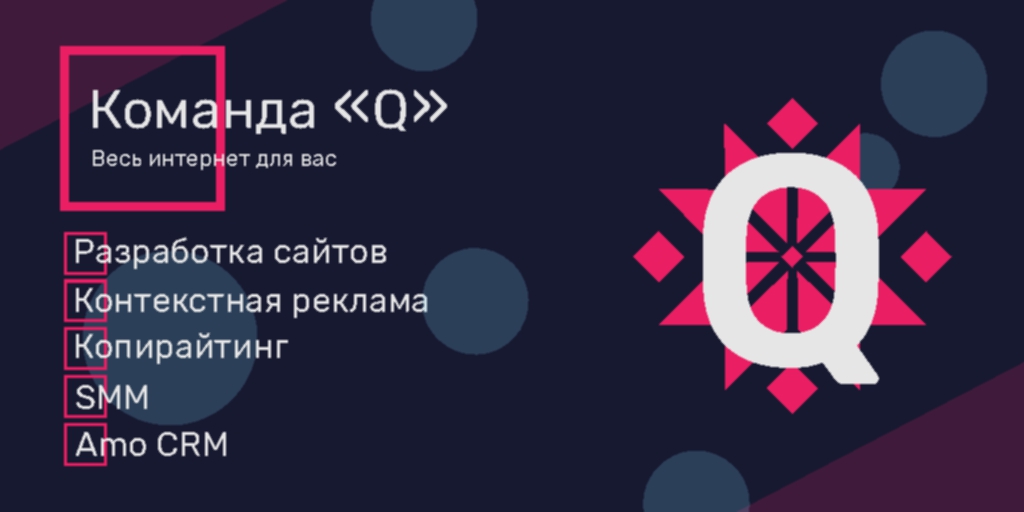 Команда «Q»
Весь интернет для вас
Разработка сайтов
Контекстная реклама
Копирайтинг
SMM
Amo CRM
Q